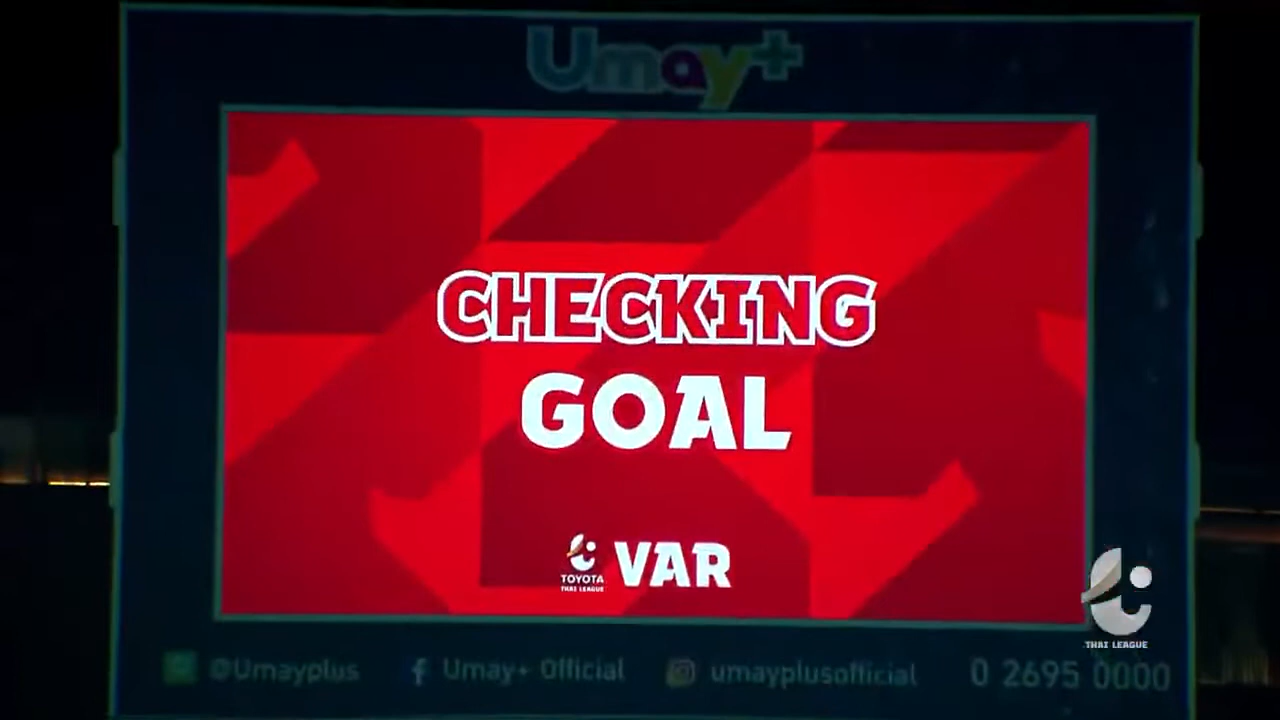 Umay+
CHECKING
GOAL
TOYOTA
THAI LEAGUE
VAR
@Umayplus
Umay+ Official
umayplusofficial
0 2695 0000
THAI LEAGUE